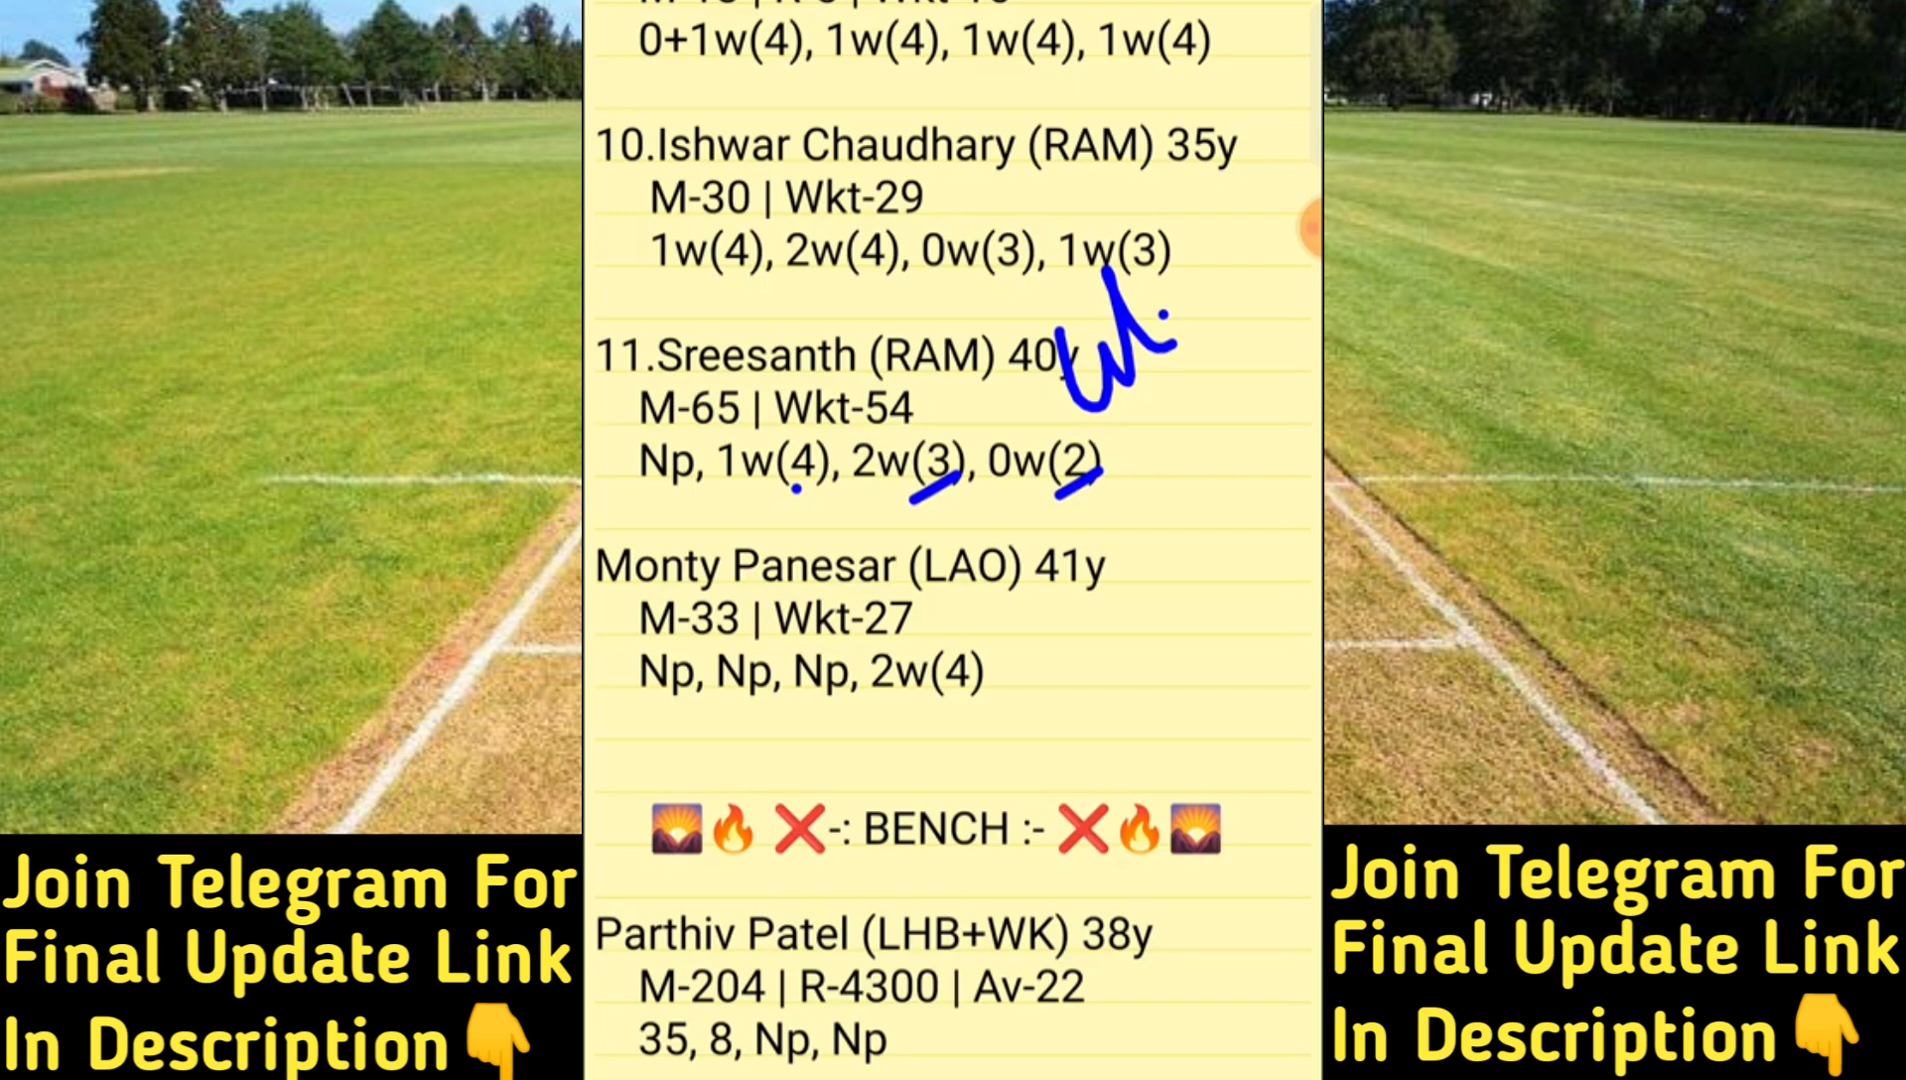 0+1w(4), 1w(4), 1w(4), 1w(4)
10.Ishwar Chaudhary (RAM) 35y
M-30 | Wkt-29
1w(4), 2w(4), 0w(3), 1w(3)
11.Sreesanth (RAM) 40y
M-65 | Wkt-54
Np, 1w(4), 2w(3), 0w(2)
Monty Panesar (LAO) 41y
M-33 | Wkt-27
Np, Np, Np, 2w(4)
🌄🔥 ❌-: BENCH :- ❌🔥🌄
Parthiv Patel (LHB+WK) 38y
M-204 | R-4300 | Av-22
35, 8, Np, Np
Join Telegram For
Final Update Link
In Description👇
Join Telegram For
Final Update Link
In Description👇